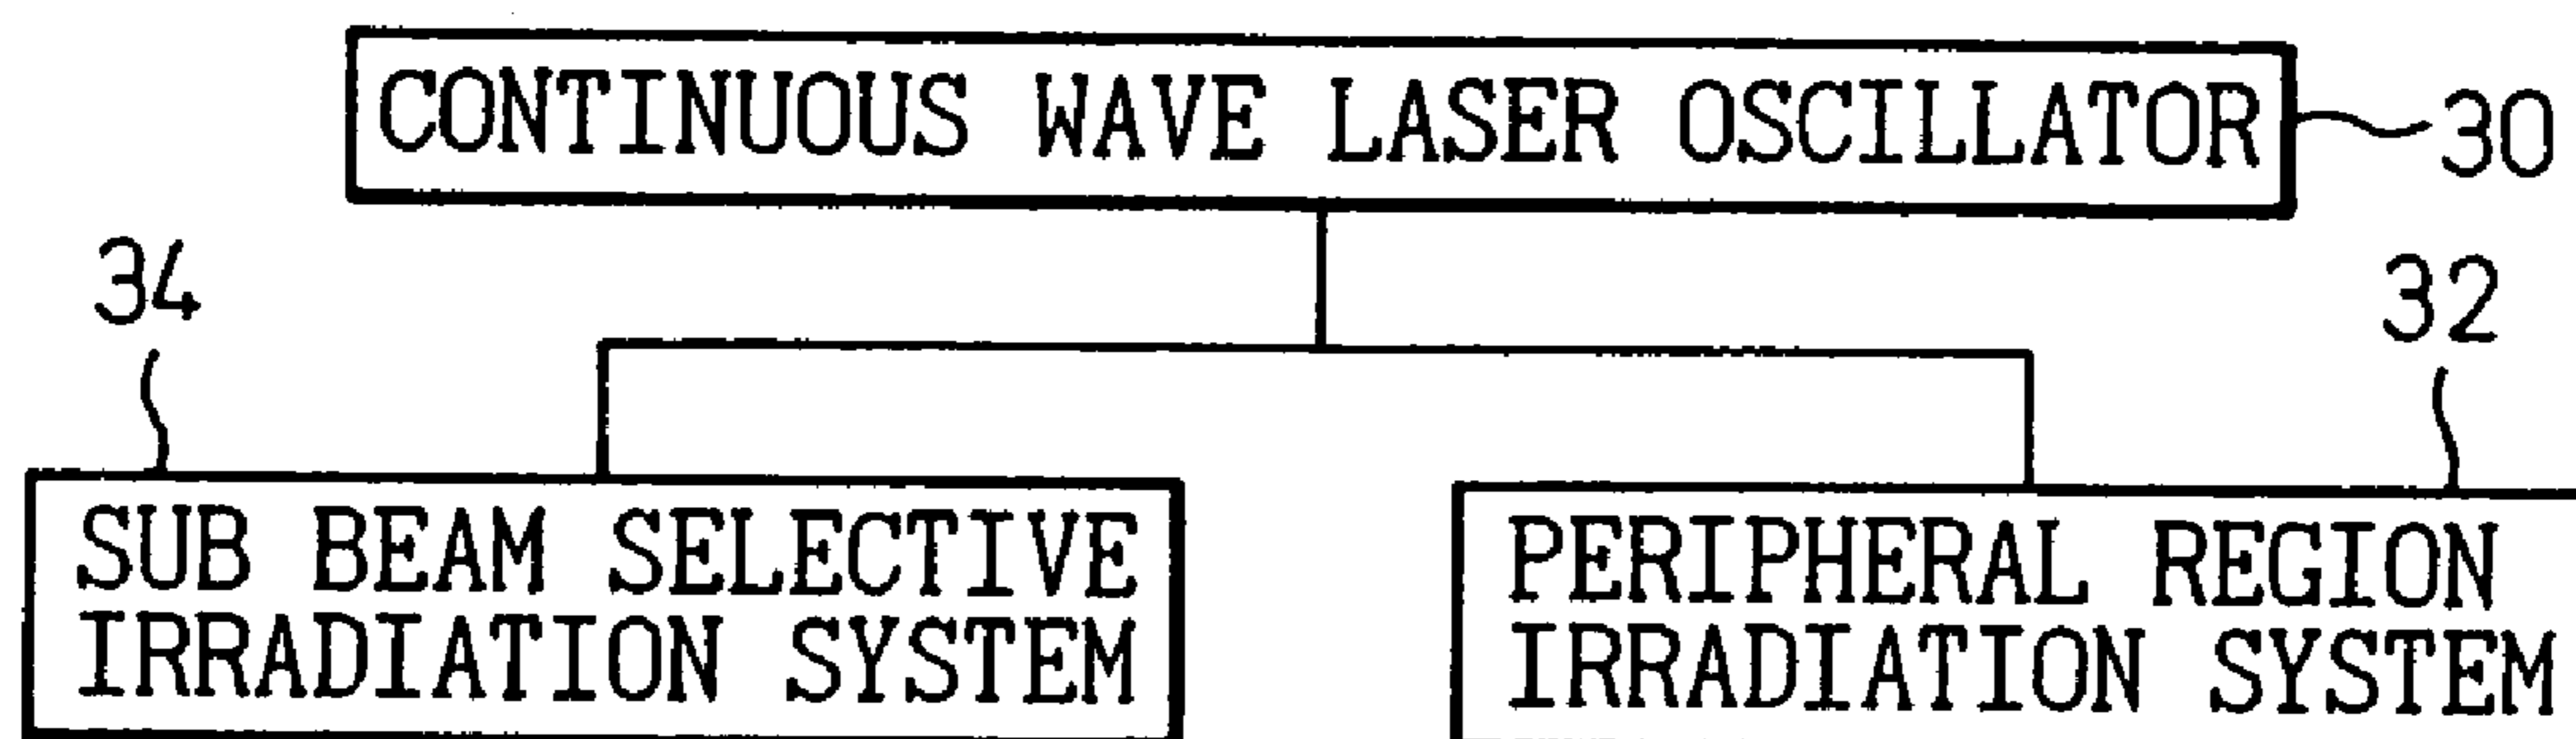 CONTINUOUS WAVE LASER OSCILLATOR
30
34
32
SUB BEAM SELECTIVE
IRRADIATION SYSTEM
PERIPHERAL REGION
IRRADIATION SYSTEM